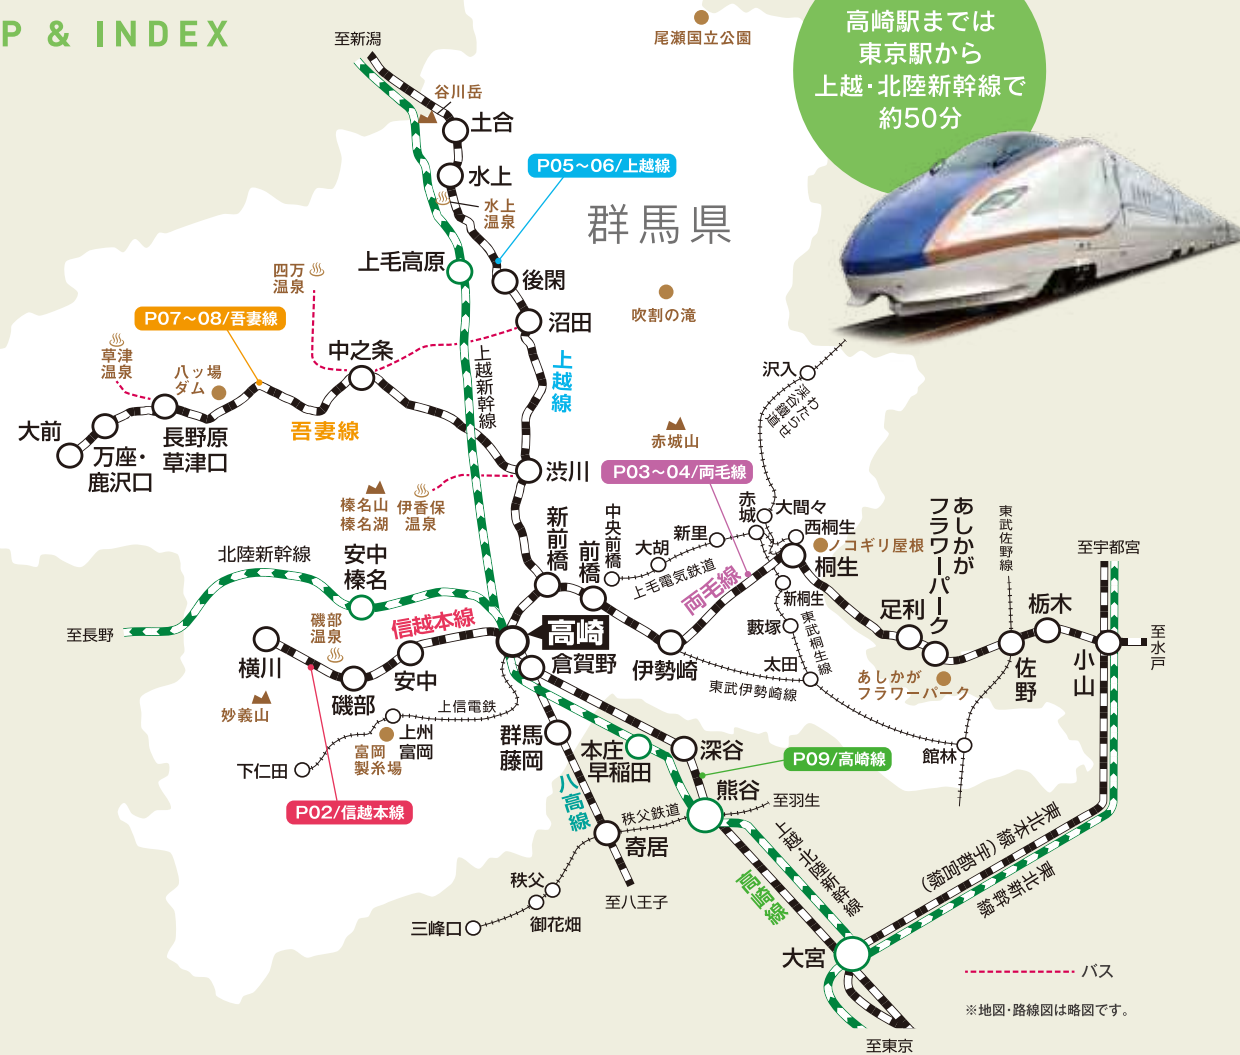 P & INDEX
高崎駅までは
東京駅から
上越・北陸新幹線で
約50分
至新潟
尾瀬国立公園
谷川岳
土合
水上
水上
温泉
P05〜06/上越線
群馬県
上毛高原
後閑
四万
温泉
吹割の滝
沼田
P07〜08/吾妻線
草津
温泉
八ッ場
ダム
中之条
上越新幹線
上越線
沢入
わたらせ
渓谷鐵道
大前
万座・
鹿沢口
長野原
草津口
吾妻線
赤城山
渋川
P03〜04/両毛線
榛名山
榛名湖
伊香保
温泉
新前橋
前橋
中央前橋
大胡
新里
赤城
大間々
西桐生
ノコギリ屋根
桐生
上毛電気鉄道
両毛線
あしかが
フラワーパーク
東武佐野線
至宇都宮
北陸新幹線
安中
榛名
至長野
磯部
温泉
信越本線
高崎
倉賀野
伊勢崎
新桐生
藪塚
東武桐生線
太田
東武伊勢崎線
足利
栃木
佐野
小山
至水戸
あしかが
フラワーパーク
横川
磯部
安中
妙義山
上信電鉄
上州
富岡
富岡
製糸場
下仁田
群馬
藤岡
本庄
早稲田
深谷
館林
P09/高崎線
P02/信越本線
八高線
熊谷
至羽生
秩父鉄道
寄居
秩父
御花畑
三峰口
至八王子
上越・北陸新幹線
高崎線
東北本線(宇都宮線)
東北新幹線
大宮
バス
※地図・路線図は略図です。
至東京